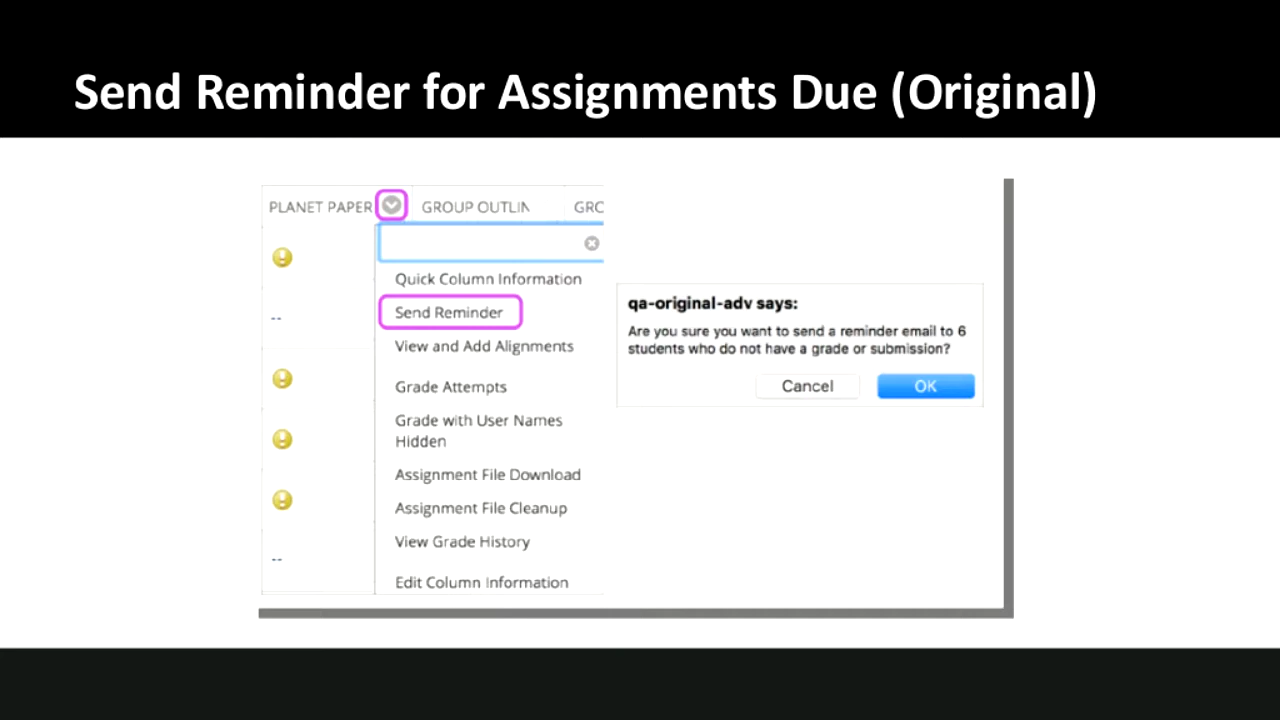 Send Reminder for Assignments Due (Original)
PLANET PAPER GROUP OUTLIN GRC
Quick Column Information
Send Reminder
View and Add Alignments
Grade Attempts
Grade with User Names
Hidden
Assignment File Download
Assignment File Cleanup
View Grade History
Edit Column Information
--
--
qa-original-adv says:
Are you sure you want to send a reminder email to 6
students who do not have a grade or submission?
Cancel OK